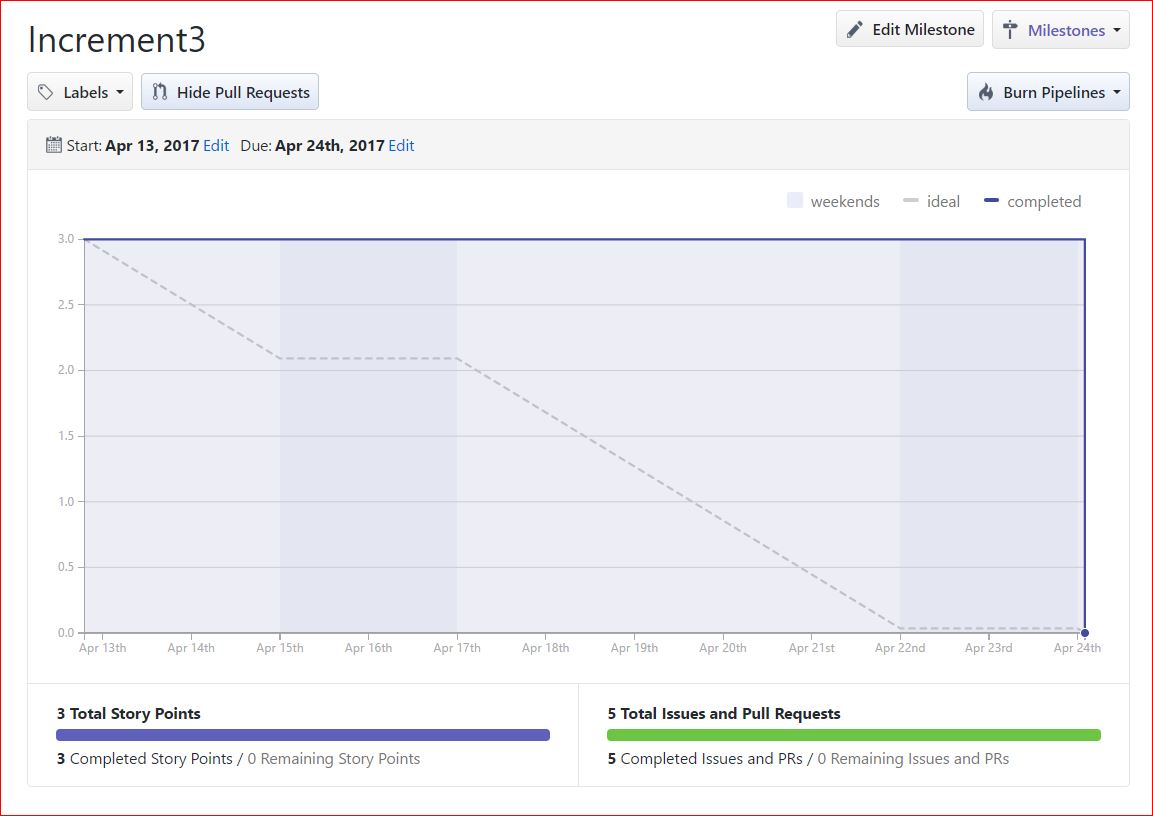 Increment3
Edit Milestone
Milestones
Labels
Hide Pull Requests
Burn Pipelines
Start: Apr 13, 2017 Edit Due: Apr 24th, 2017 Edit
weekends ideal completed
3.0
2.5
2.0
1.5
1.0
0.5
0.0
Apr 13th Apr 14th Apr 15th Apr 16th Apr 17th Apr 18th Apr 19th Apr 20th Apr 21st Apr 22nd Apr 23rd Apr 24th
3 Total Story Points
3 Completed Story Points / 0 Remaining Story Points
5 Total Issues and Pull Requests
5 Completed Issues and PRs / 0 Remaining Issues and PRs